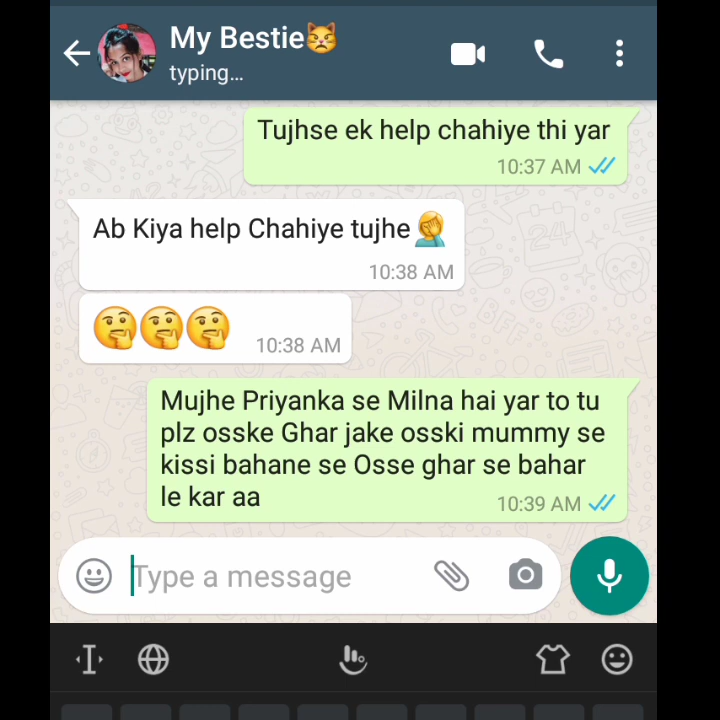 My Bestie😾
typing...
Tujhse ek help chahiye thi yar
10:37 AM
Ab Kiya help Chahiye tujhe🤦
10:38 AM
🤔🤔🤔
10:38 AM
Mujhe Priyanka se Milna hai yar to tu
plz osske Ghar jake osski mummy se
kissi bahane se Osse ghar se bahar
le kar aa
10:39 AM
Type a message